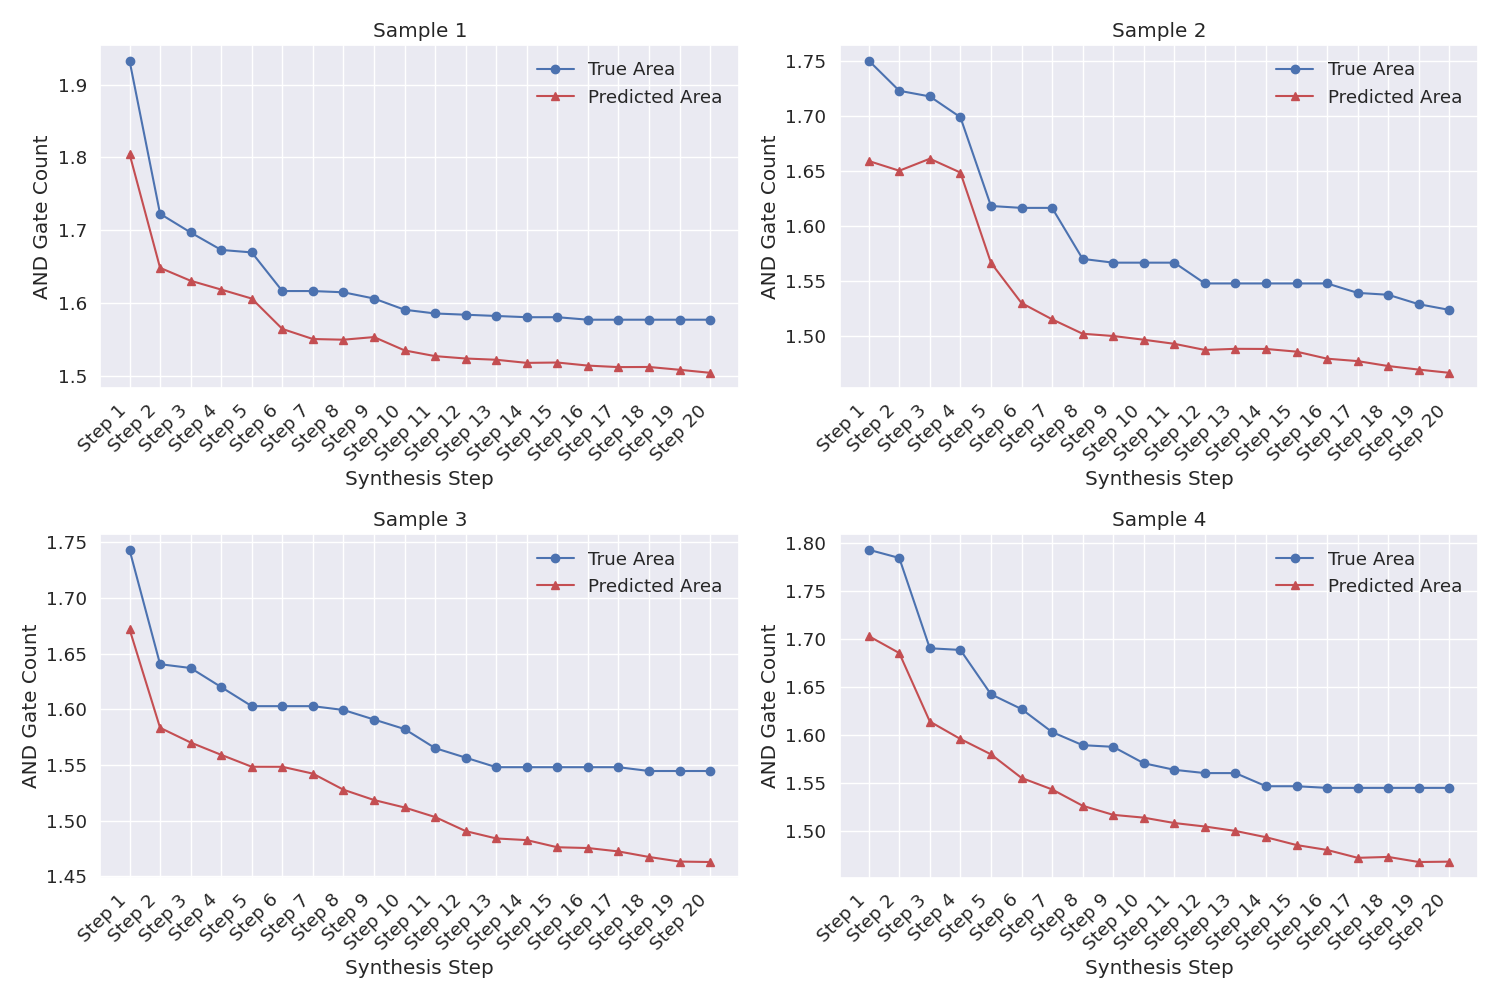 Sample 1
AND Gate Count
1.9
1.8
1.7
1.6
1.5
True Area
Predicted Area
Step 1
Step 2
Step 3
Step 4
Step 5
Step 6
Step 7
Step 8
Step 9
Step 10
Step 11
Step 12
Step 13
Step 14
Step 15
Step 16
Step 17
Step 18
Step 19
Step 20
Synthesis Step
Sample 2
AND Gate Count
1.75
1.70
1.65
1.60
1.55
1.50
True Area
Predicted Area
Step 1
Step 2
Step 3
Step 4
Step 5
Step 6
Step 7
Step 8
Step 9
Step 10
Step 11
Step 12
Step 13
Step 14
Step 15
Step 16
Step 17
Step 18
Step 19
Step 20
Synthesis Step
Sample 3
AND Gate Count
1.75
1.70
1.65
1.60
1.55
1.50
1.45
True Area
Predicted Area
Step 1
Step 2
Step 3
Step 4
Step 5
Step 6
Step 7
Step 8
Step 9
Step 10
Step 11
Step 12
Step 13
Step 14
Step 15
Step 16
Step 17
Step 18
Step 19
Step 20
Synthesis Step
Sample 4
AND Gate Count
1.80
1.75
1.70
1.65
1.60
1.55
1.50
True Area
Predicted Area
Step 1
Step 2
Step 3
Step 4
Step 5
Step 6
Step 7
Step 8
Step 9
Step 10
Step 11
Step 12
Step 13
Step 14
Step 15
Step 16
Step 17
Step 18
Step 19
Step 20
Synthesis Step